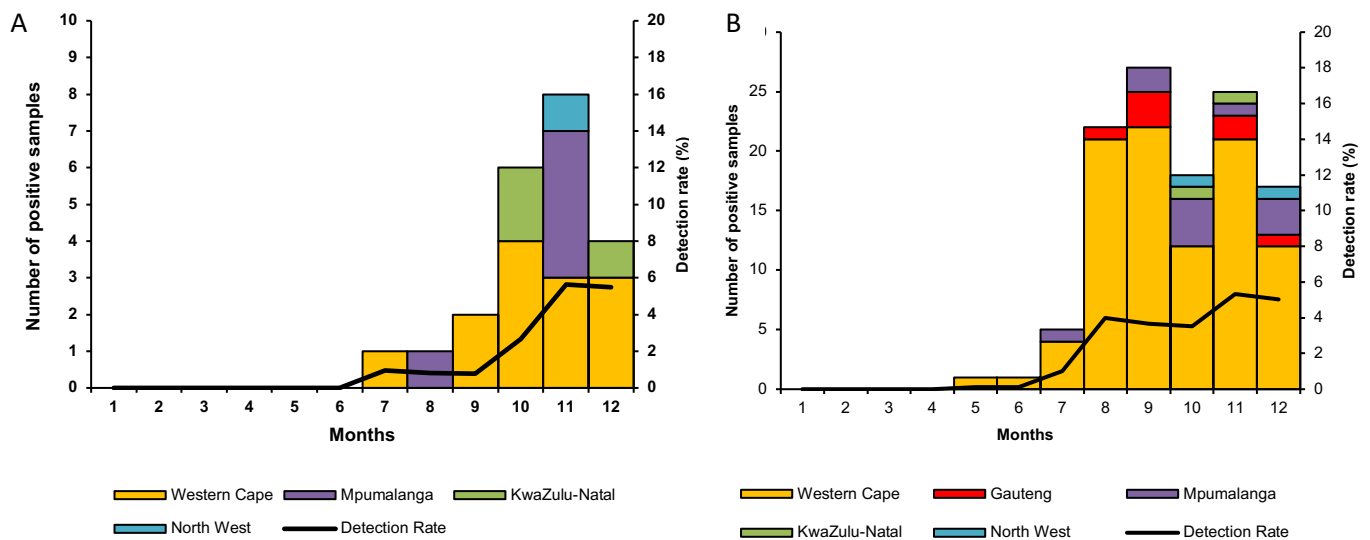 A
Number of positive samples
10
9
8
7
6
5
4
3
2
1
0
20
18
16
14
12
10
8
6
4
2
0
Detection rate (%)
1 2 3 4 5 6 7 8 9 10 11 12
Months
Western Cape Mpumalanga KwaZulu-Natal
North West Detection Rate
B
Number of positive samples
25
20
15
10
5
0
20
18
16
14
12
10
8
6
4
2
0
Detection rate (%)
1 2 3 4 5 6 7 8 9 10 11 12
Months
Western Cape Gauteng Mpumalanga
KwaZulu-Natal North West Detection Rate